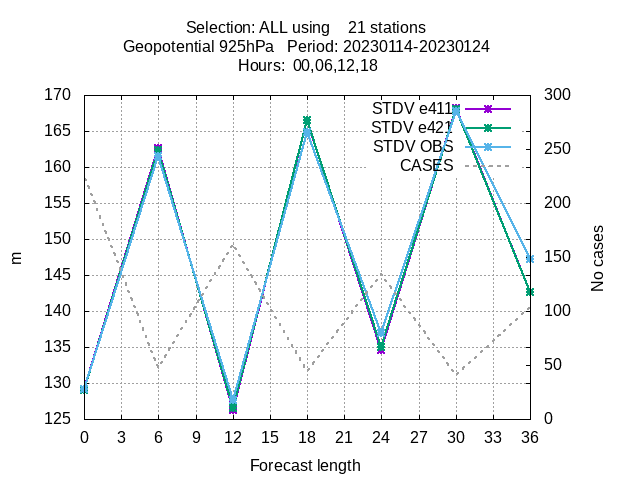 Selection: ALL using 21 stations
Geopotential 925hPa Period: 20230114-20230124
Hours: 00,06,12,18
170 300
STDV e411
165 STDV e421
STDV OBS 250
160 CASES
155 200
150
m 145 150 No cases
140 100
135
130 50
125 0
0 3 6 9 12 15 18 21 24 27 30 33 36
Forecast length